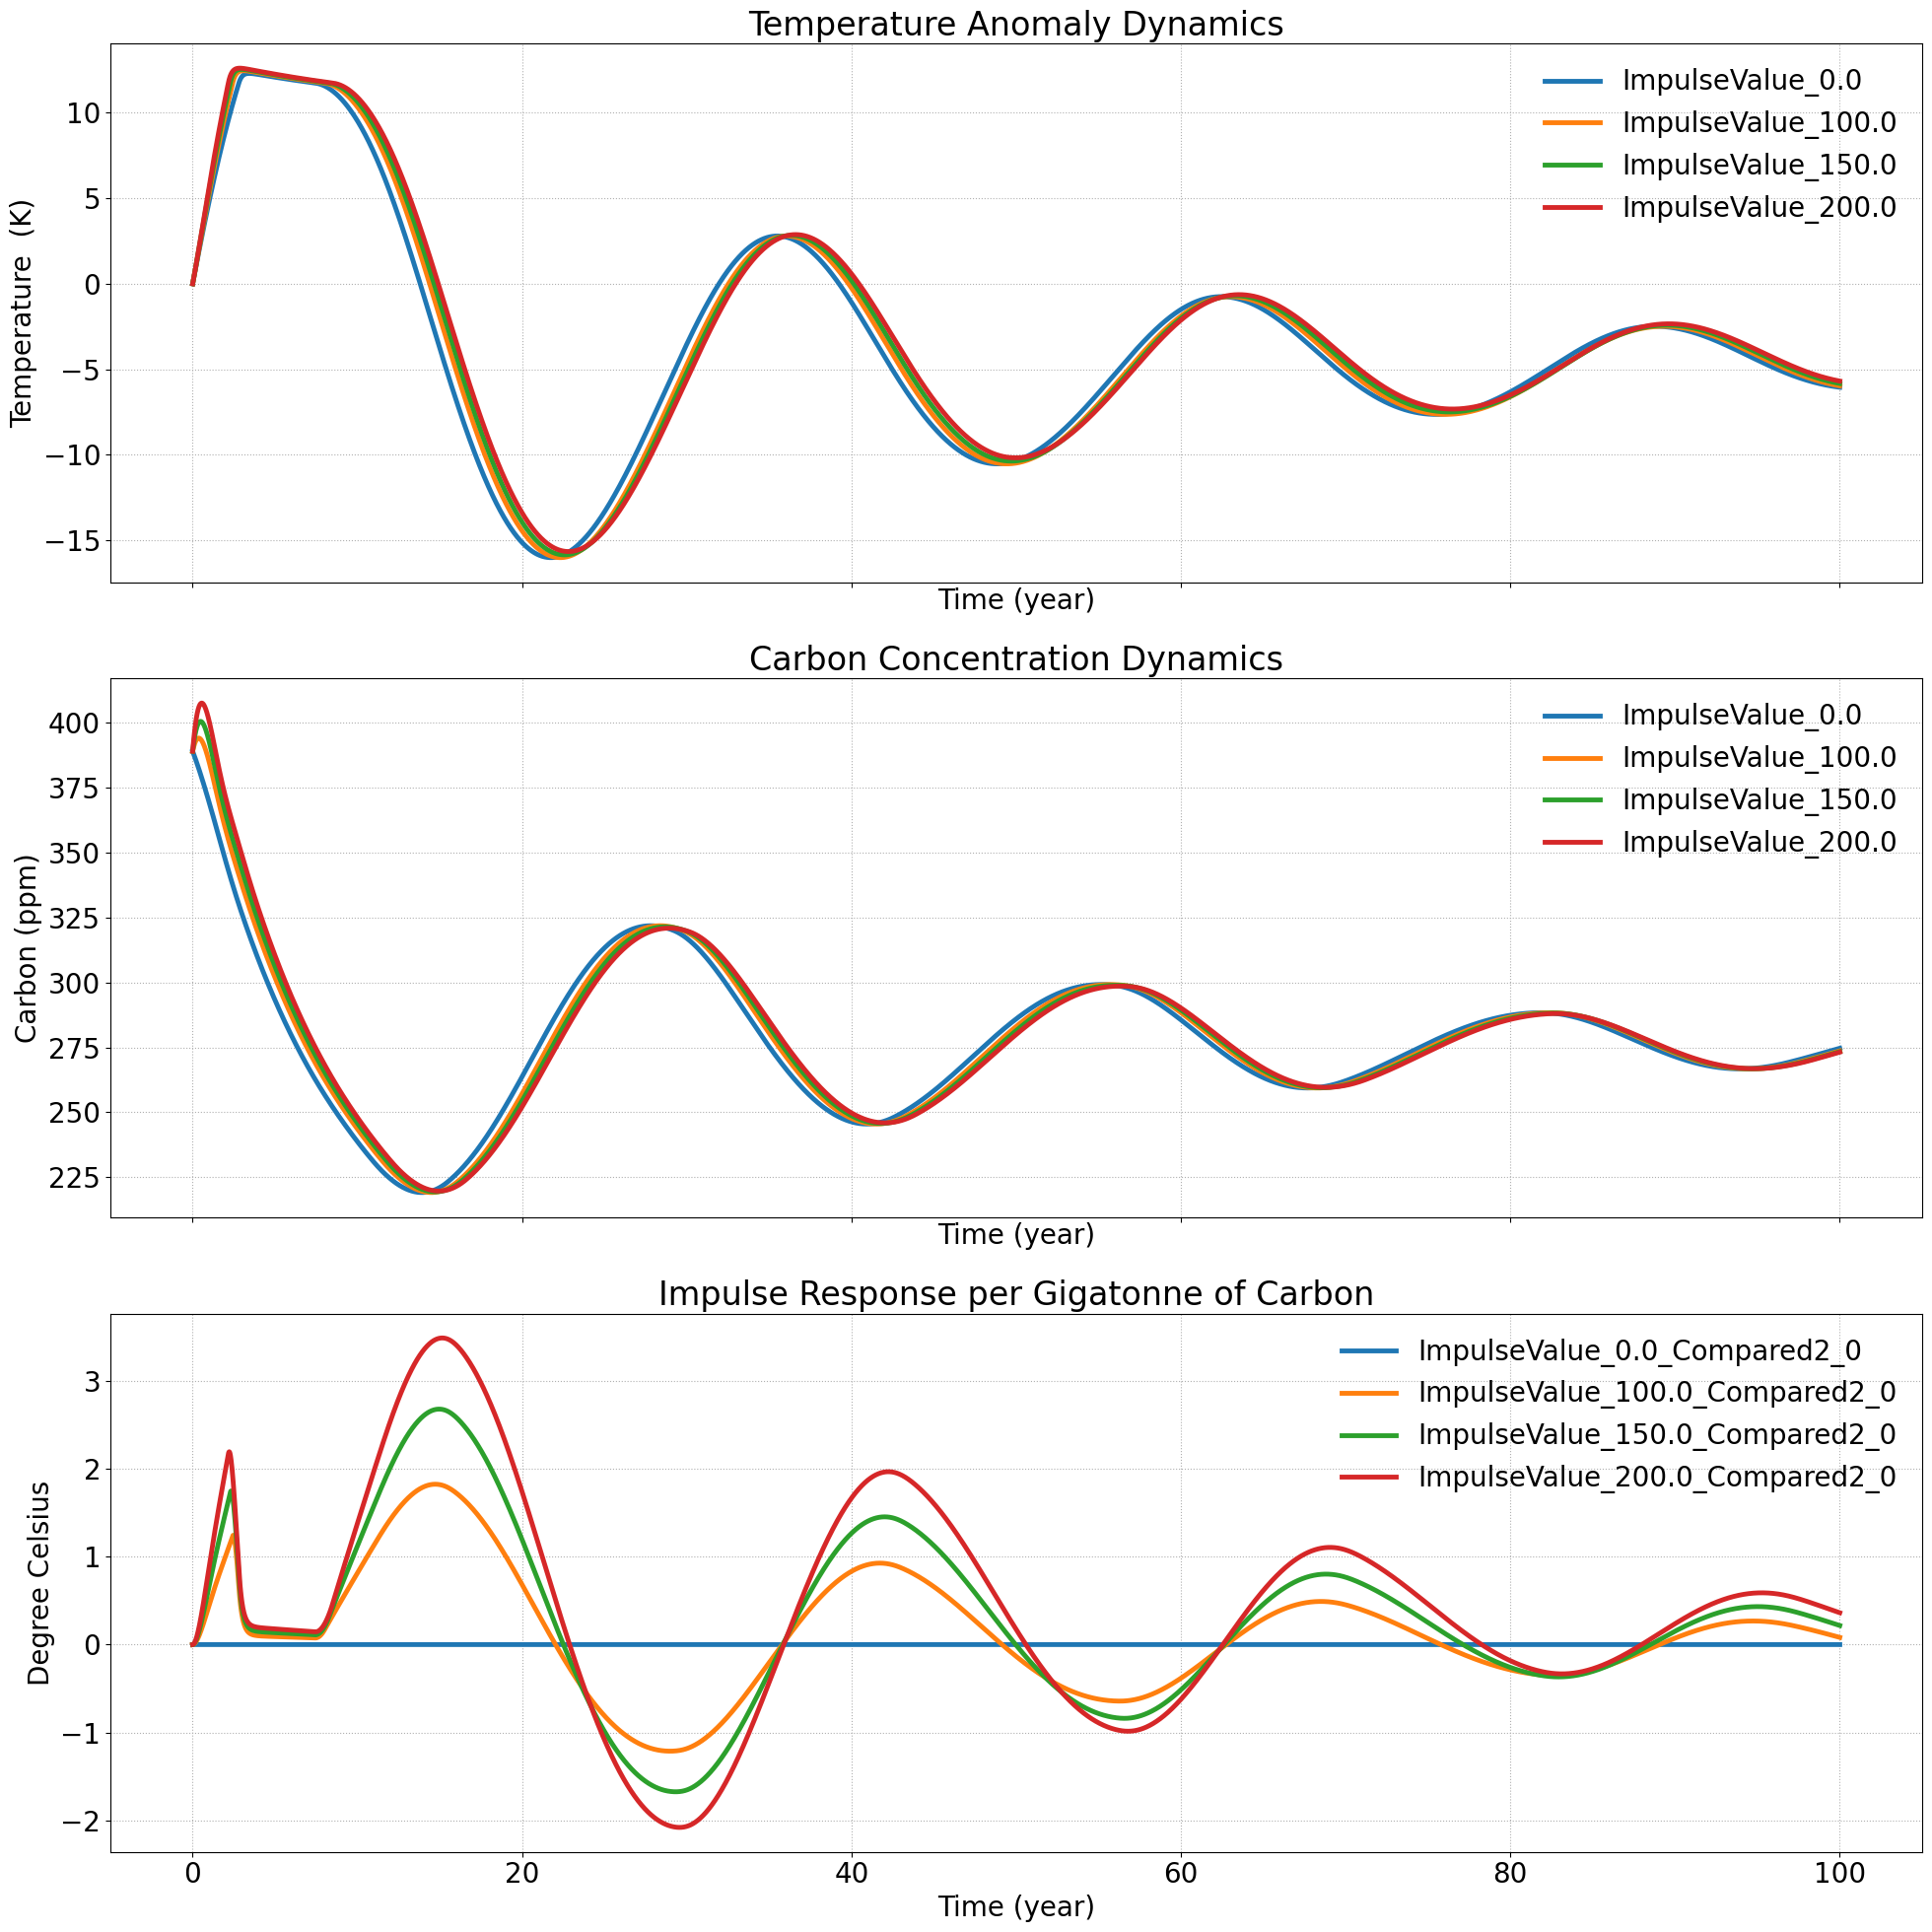 Temperature Anomaly Dynamics
Temperature  (K)
10
5
0
−5
−10
−15
ImpulseValue_0.0
ImpulseValue_100.0
ImpulseValue_150.0
ImpulseValue_200.0
Time (year)
Carbon Concentration Dynamics
Carbon (ppm)
400
375
350
325
300
275
250
225
ImpulseValue_0.0
ImpulseValue_100.0
ImpulseValue_150.0
ImpulseValue_200.0
Time (year)
Impulse Response per Gigatonne of Carbon
Degree Celsius
3
2
1
0
−1
−2
ImpulseValue_0.0_Compared2_0
ImpulseValue_100.0_Compared2_0
ImpulseValue_150.0_Compared2_0
ImpulseValue_200.0_Compared2_0
0 20 40 60 80 100
Time (year)